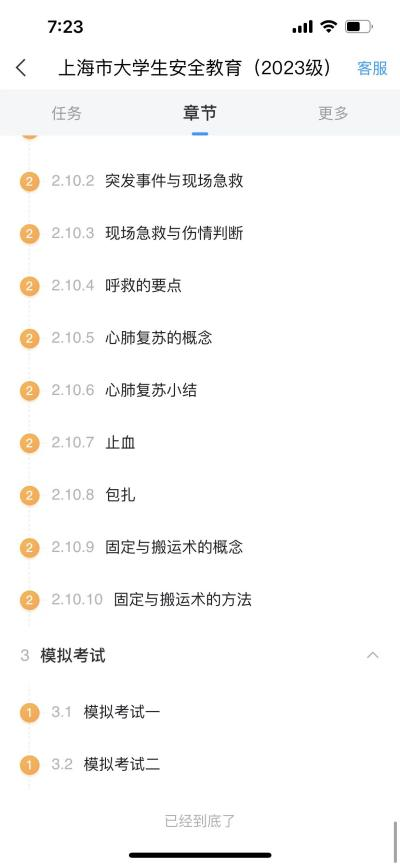 7:23
上海市大学生安全教育（2023级） 客服
任务 章节 更多
2 2.10.2 突发事件与现场急救
2 2.10.3 现场急救与伤情判断
2 2.10.4 呼救的要点
2 2.10.5 心肺复苏的概念
2 2.10.6 心肺复苏小结
2 2.10.7 止血
2 2.10.8 包扎
2 2.10.9 固定与搬运术的概念
2 2.10.10 固定与搬运术的方法
3 模拟考试
1 3.1 模拟考试一
1 3.2 模拟考试二
已经到底了